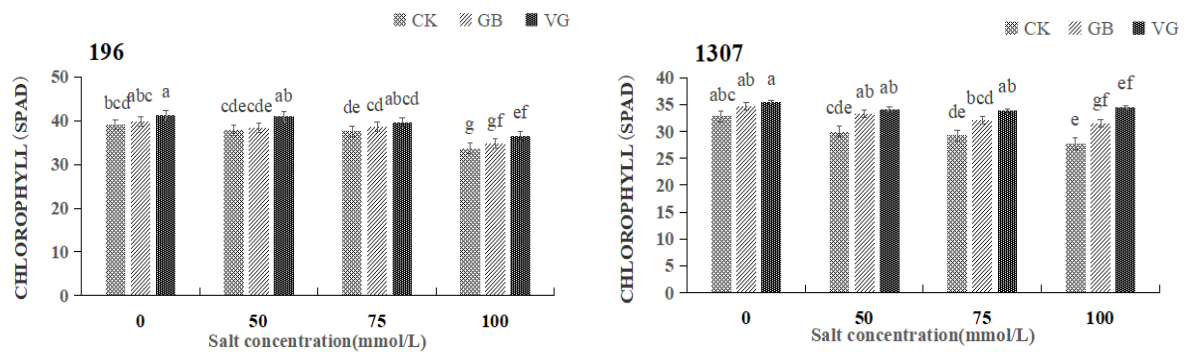 CK GB VG
196
CHLOROPHYLL (SPAD)
50
40
30
20
10
0
bcd abc a
cdecde ab
de cd abcd
g gf ef
0 50 75 100
Salt concentration(mmol/L)
CK GB VG
1307
CHLOROPHYLL (SPAD)
40
35
30
25
20
15
10
5
0
abc ab a
cde ab ab
de bcd ab
e gf ef
0 50 75 100
Salt concentration(mmol/L)